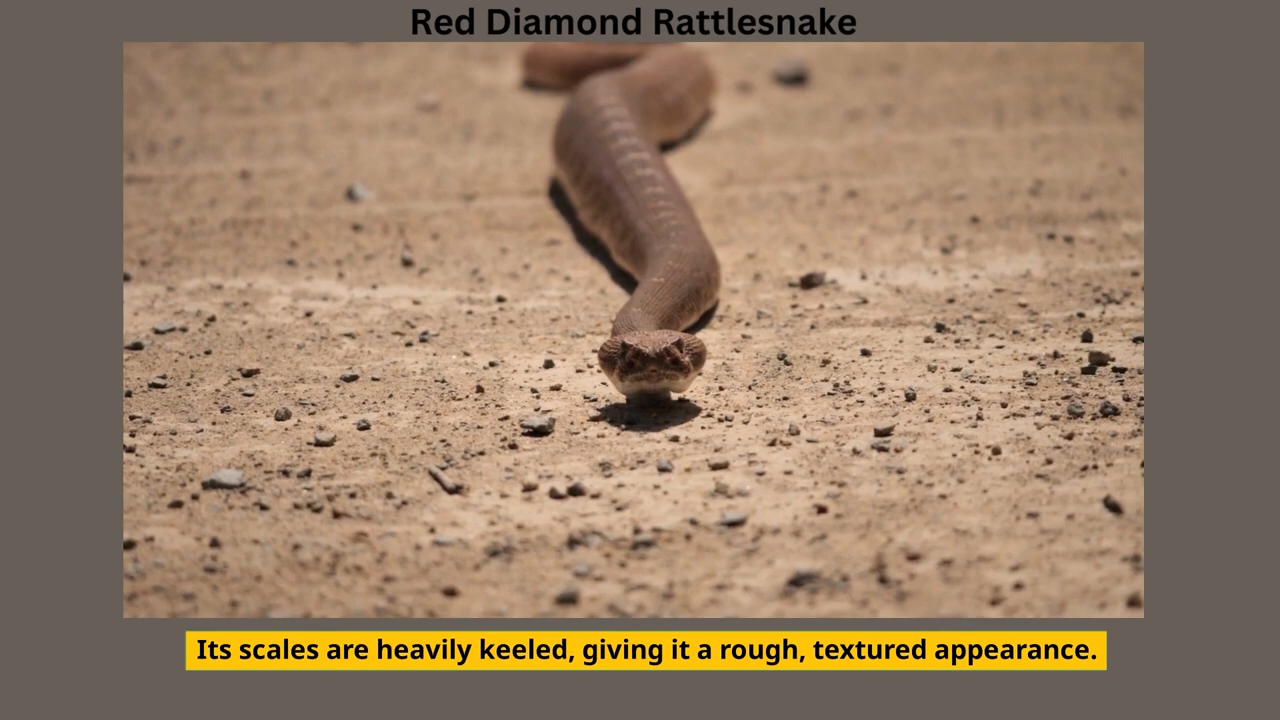 Red Diamond Rattlesnake
Its scales are heavily keeled, giving it a rough, textured appearance.